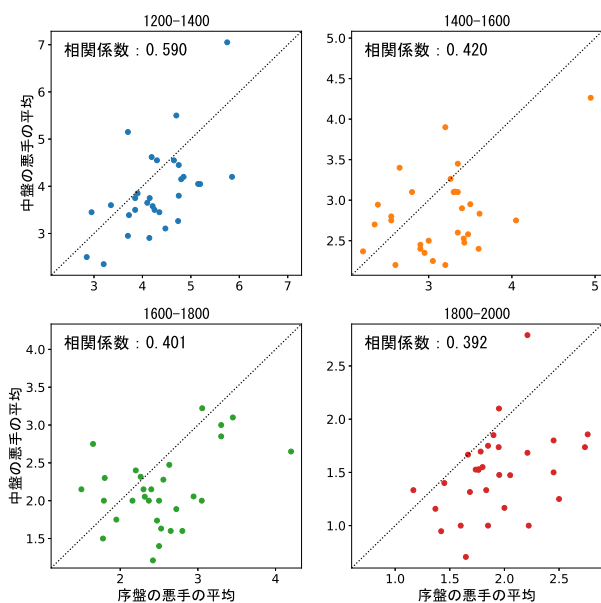 1200-1400
相関係数：0.590
中盤の悪手の平均
7
6
5
4
3
3 4 5 6 7
1400-1600
相関係数：0.420
5.0
4.5
4.0
3.5
3.0
2.5
3 4 5
1600-1800
相関係数：0.401
中盤の悪手の平均
4.0
3.5
3.0
2.5
2.0
1.5
2 3 4
序盤の悪手の平均
1800-2000
相関係数：0.392
2.5
2.0
1.5
1.0
1.0 1.5 2.0 2.5
序盤の悪手の平均